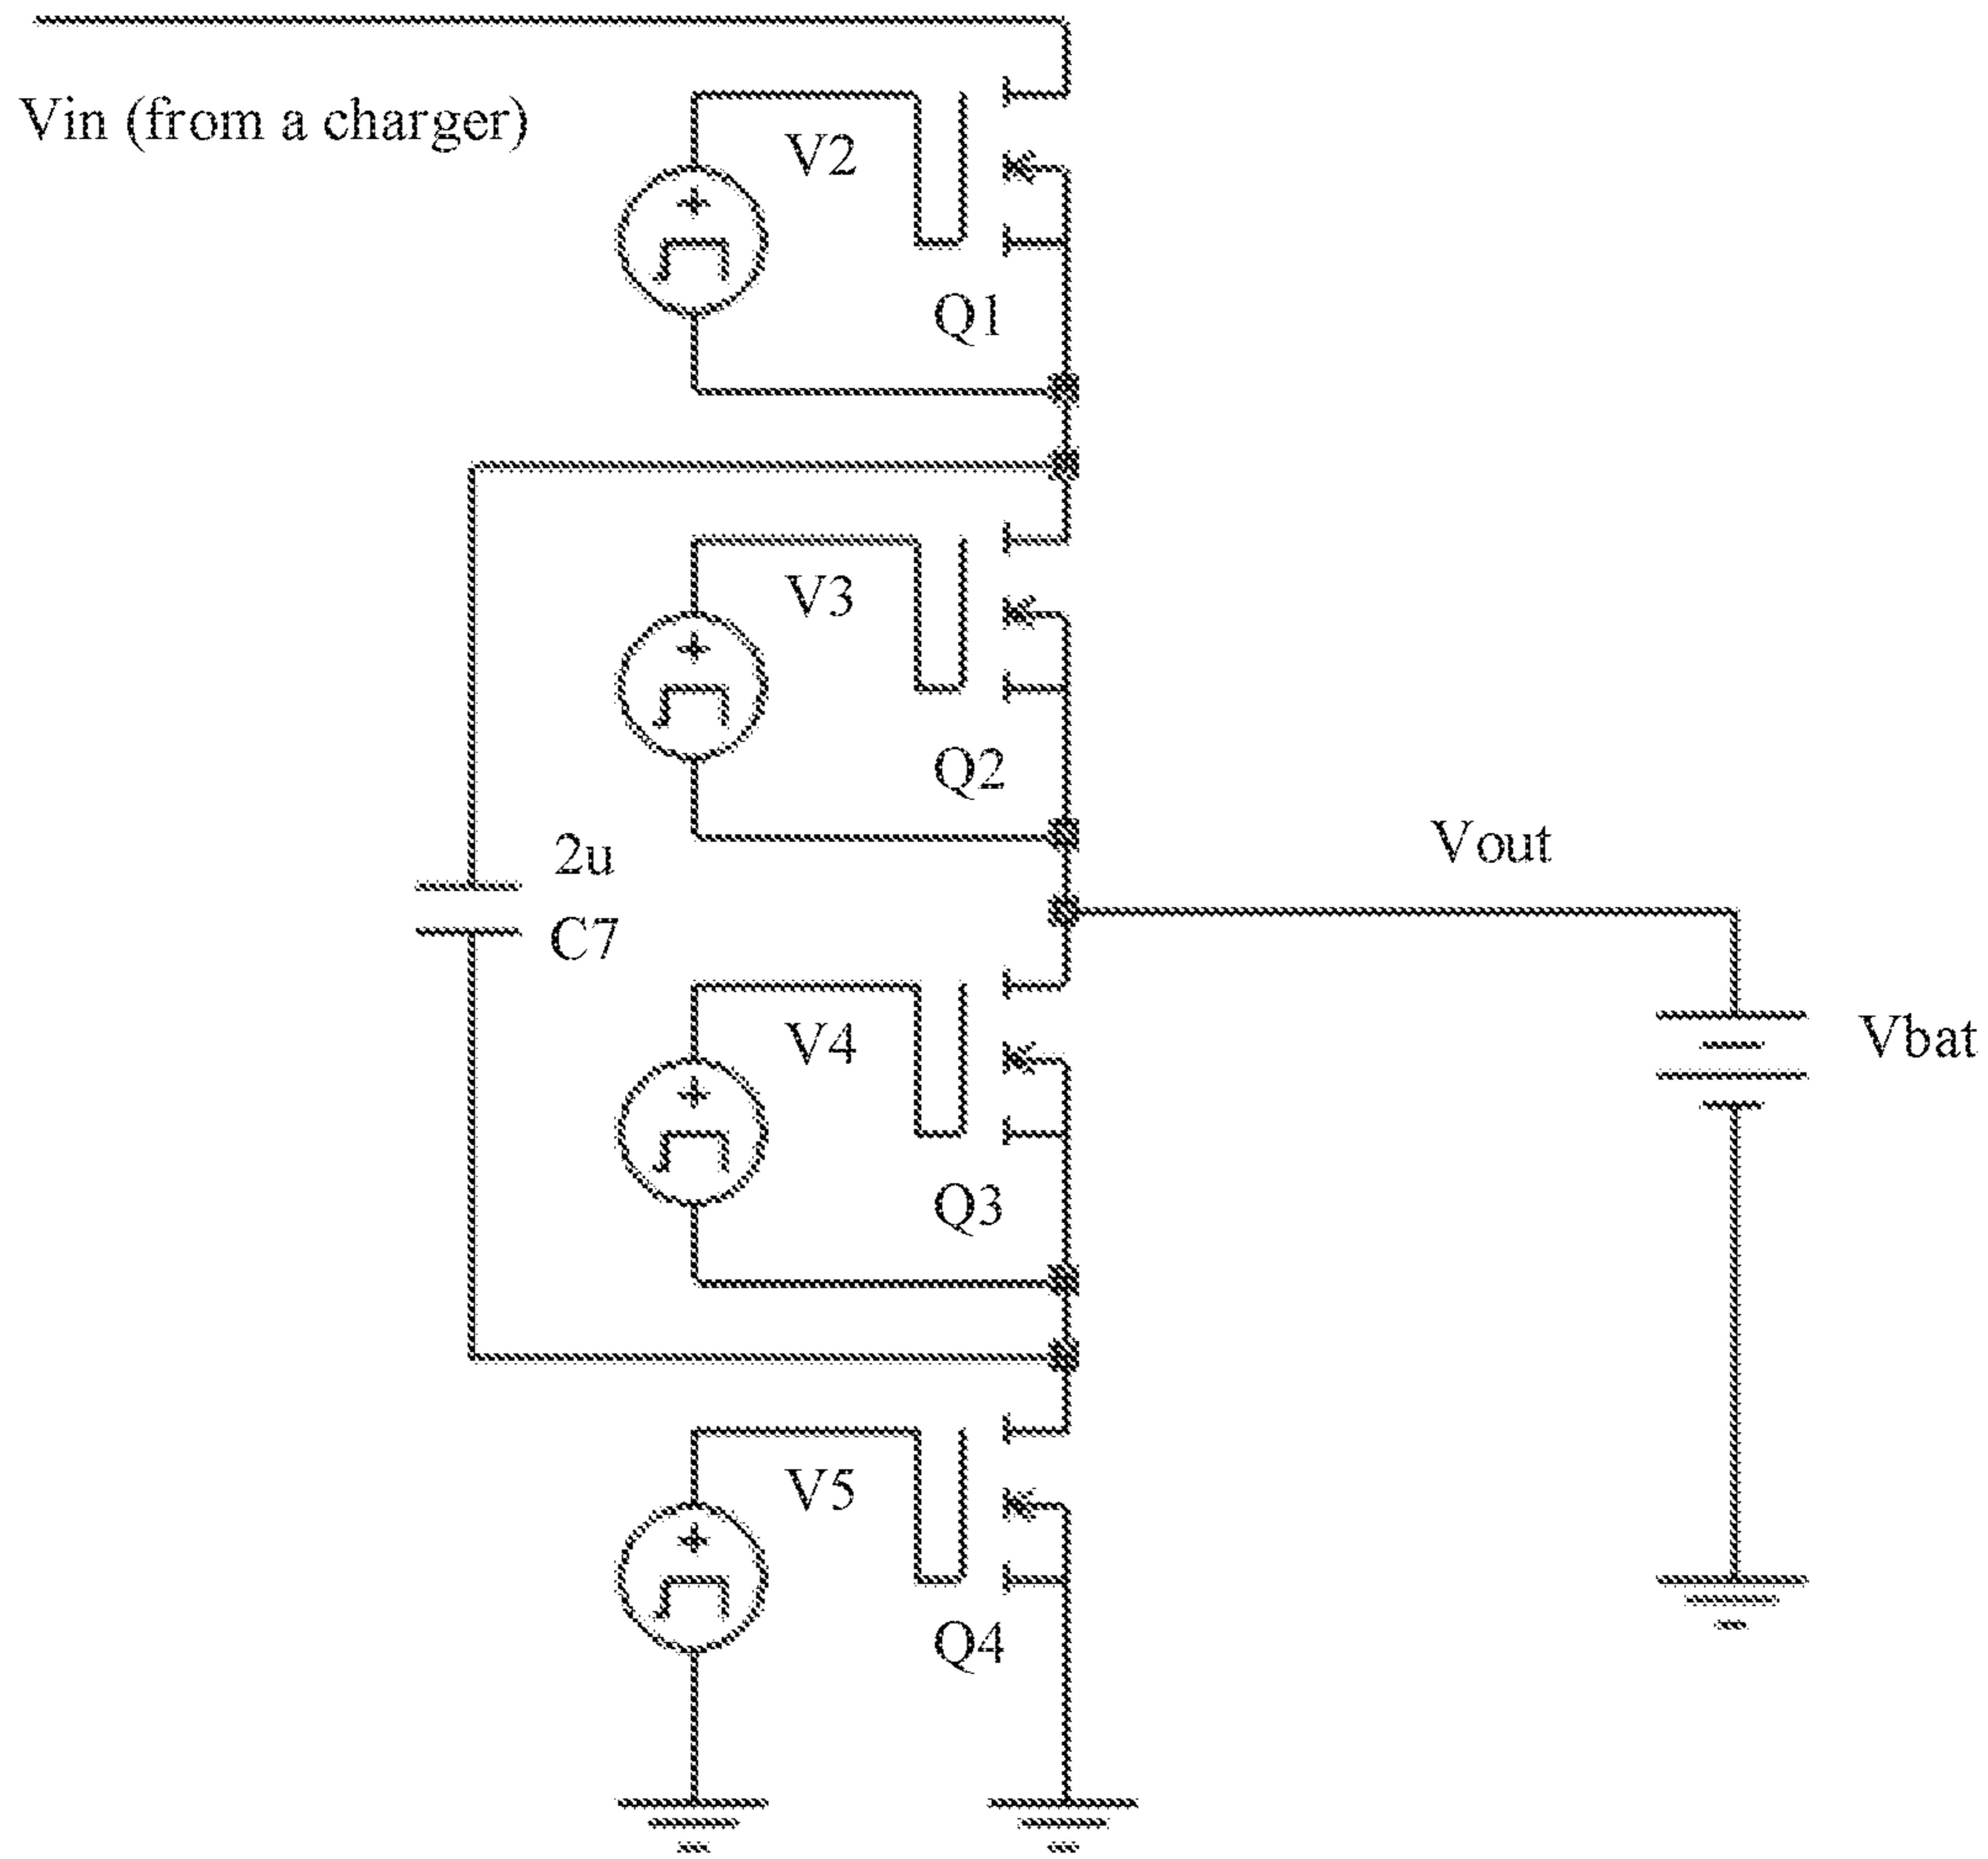 Vin (from a charger)
V2
Q1
V3
Q2
2u
C7
Vout
V4
Vbat
Q3
V5
Q4